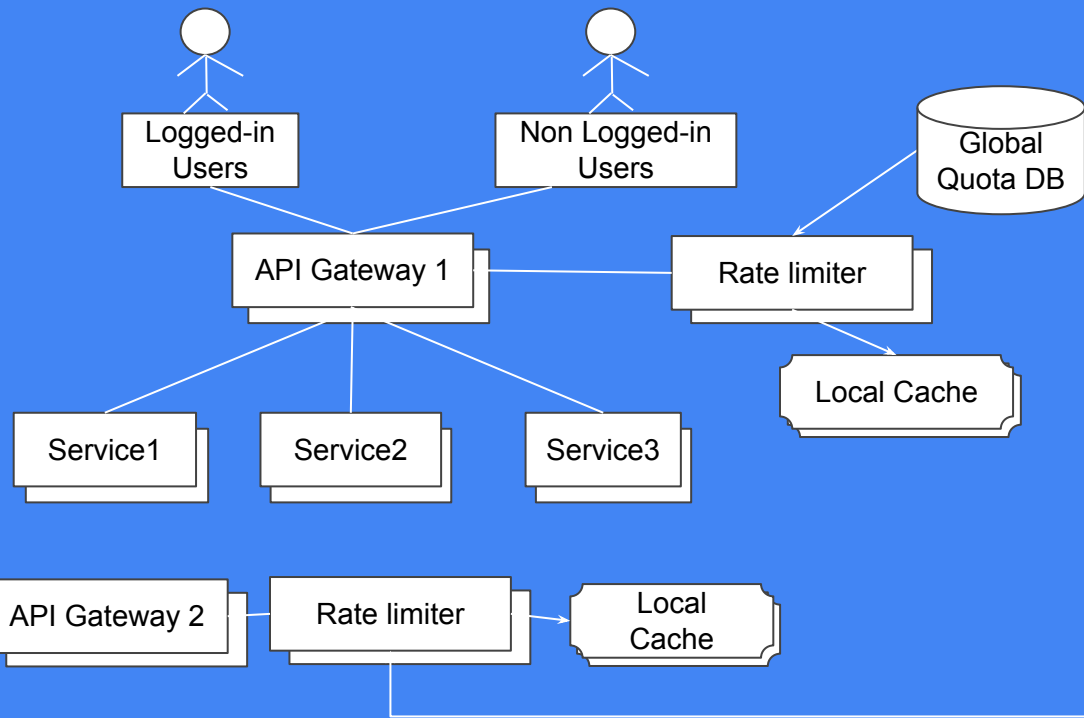 Logged-in
Users
Non Logged-in
Users
Global
Quota DB
API Gateway 1
Rate limiter
Local Cache
Service1
Service2
Service3
API Gateway 2
Rate limiter
Local
Cache